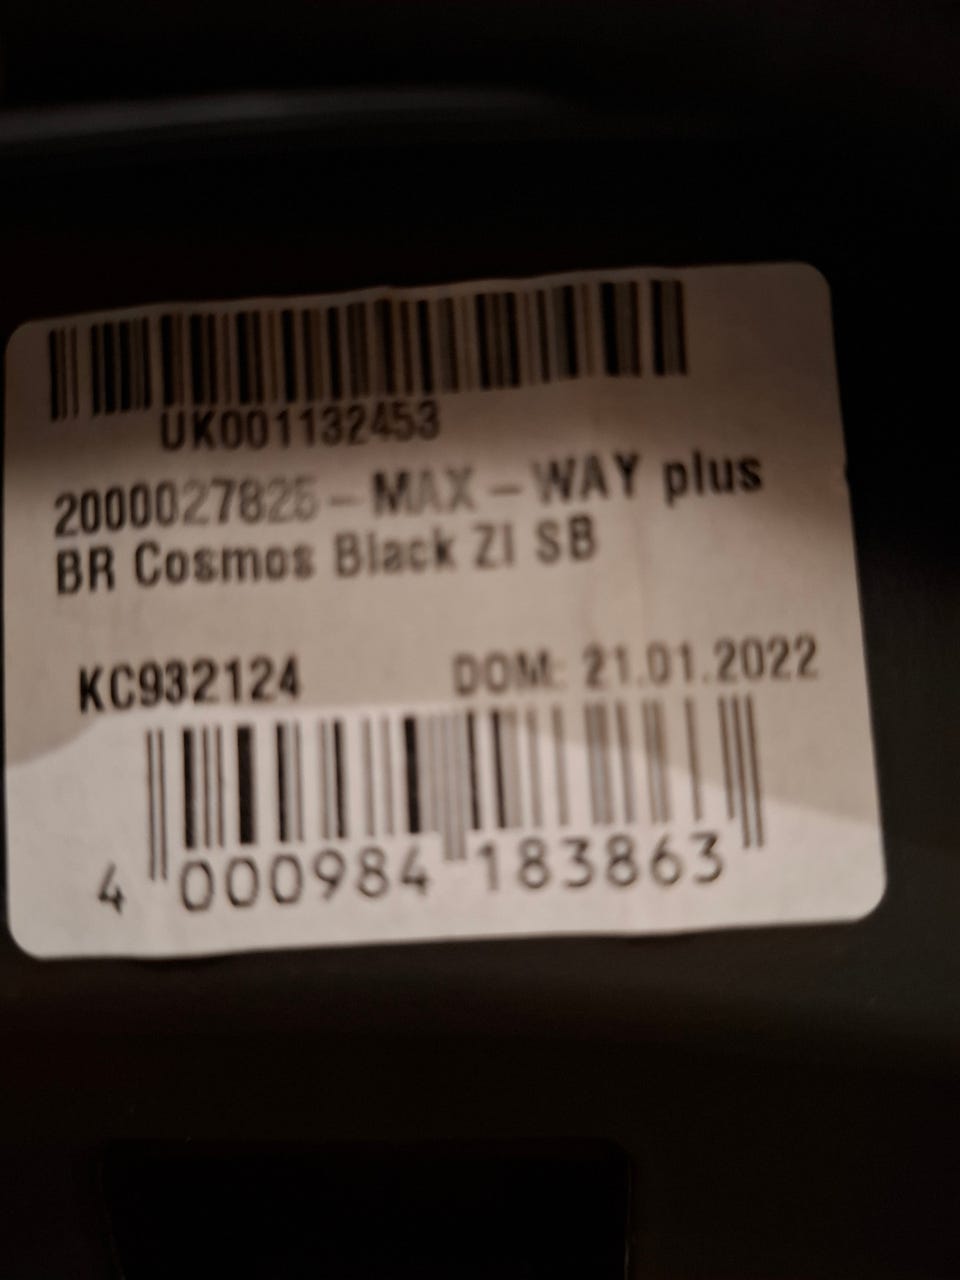 UK001132453
2000027825 - MAX - WAY plus
BR Cosmos Black ZI SB
KC932124 DOM: 21.01.2022
4 000984 183863